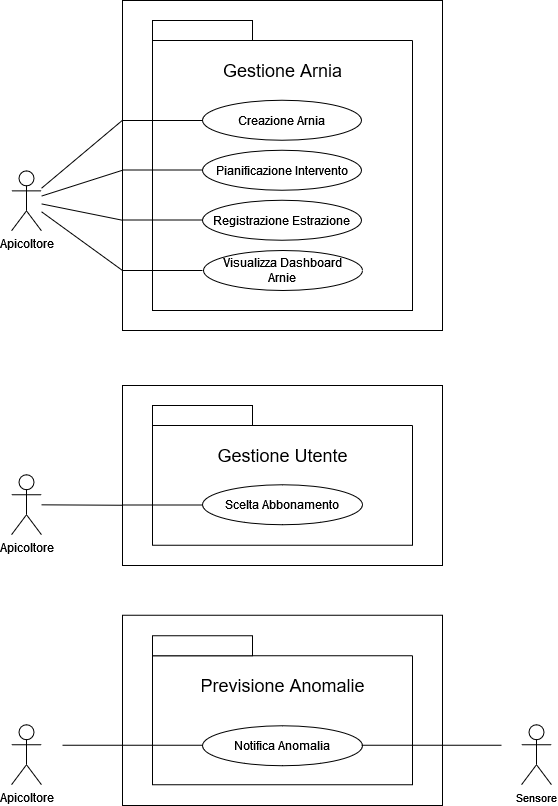 Gestione Arnia
Creazione Arnia
Pianificazione Intervento
Registrazione Estrazione
Visualizza Dashboard
Arnie
Apicoltore
Gestione Utente
Scelta Abbonamento
Apicoltore
Previsione Anomalie
Notifica Anomalia
Apicoltore
Sensore